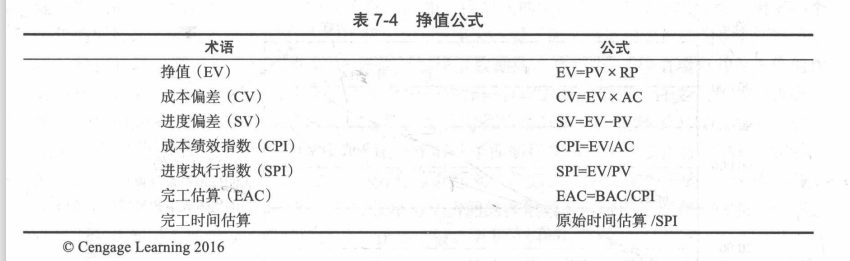 表 7-4 挣值公式
术语 公式
挣值（EV） EV=PV×RP
成本偏差（CV） CV=EV×AC
进度偏差（SV） SV=EV−PV
成本绩效指数（CPI） CPI=EV/AC
进度执行指数（SPI） SPI=EV/PV
完工估算（EAC） EAC=BAC/CPI
完工时间估算 原始时间估算 /SPI
© Cengage Learning 2016